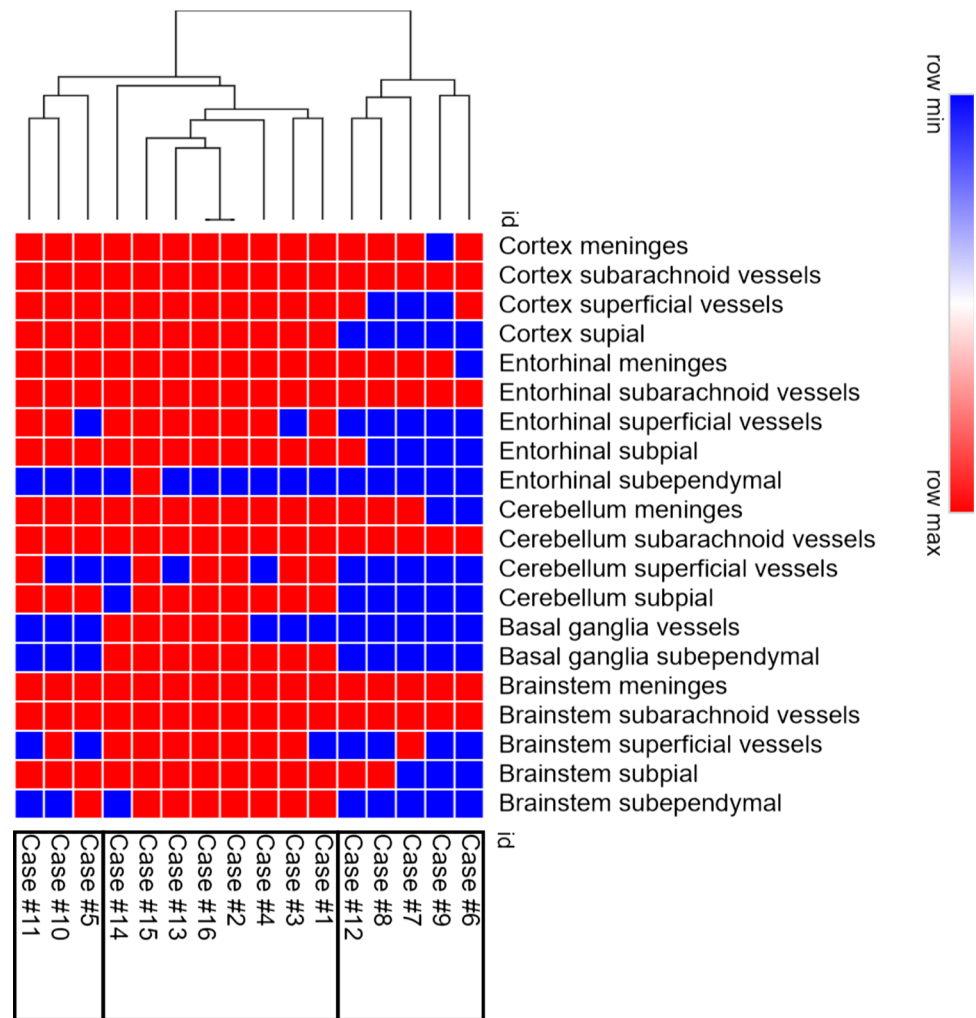 row min
id
Cortex meninges
Cortex subarachnoid vessels
Cortex superficial vessels
Cortex supial
Entorhinal meninges
Entorhinal subarachnoid vessels
Entorhinal superficial vessels
Entorhinal subpial
Entorhinal subependymal
Cerebellum meninges
Cerebellum subarachnoid vessels
Cerebellum superficial vessels
Cerebellum subpial
Basal ganglia vessels
Basal ganglia subependymal
Brainstem meninges
Brainstem subarachnoid vessels
Brainstem superficial vessels
Brainstem subpial
Brainstem subependymal
row max
id
Case #11
Case #10
Case #5
Case #14
Case #15
Case #13
Case #16
Case #2
Case #4
Case #3
Case #1
Case #12
Case #8
Case #7
Case #9
Case #6